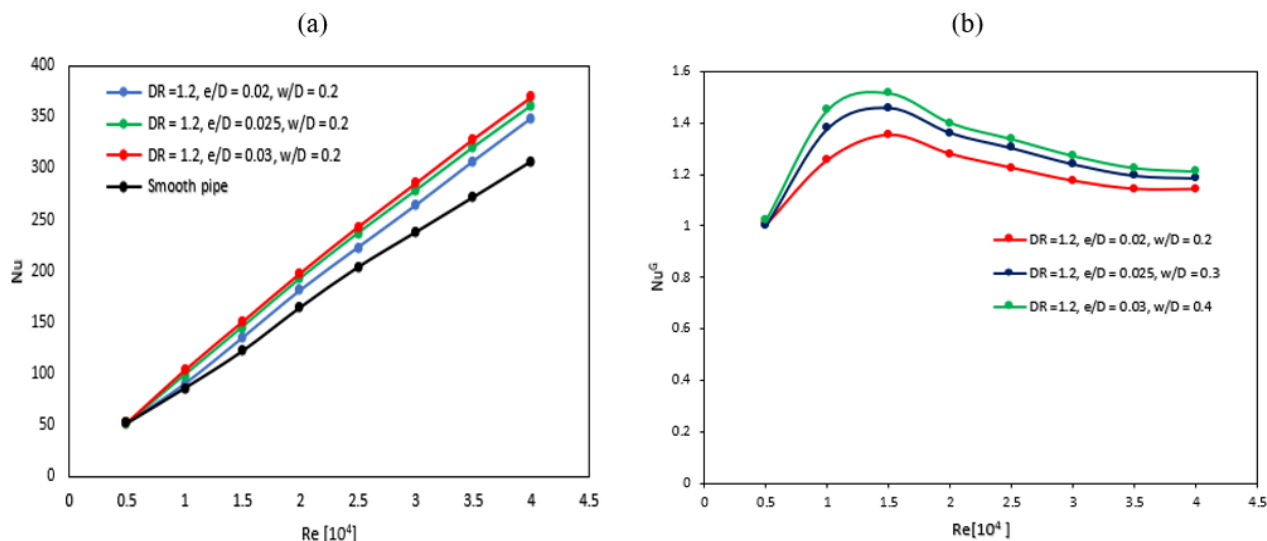 (a)
400
350
300
250
200
150
100
50
0
Nu
DR =1.2, e/D = 0.02, w/D = 0.2
DR = 1.2, e/D = 0.025, w/D = 0.2
DR = 1.2, e/D = 0.03, w/D = 0.2
Smooth pipe
0 0.5 1 1.5 2 2.5 3 3.5 4 4.5
Re [10⁴]
(b)
1.6
1.4
1.2
1
0.8
0.6
0.4
0.2
0
Nuᴳ
DR =1.2, e/D = 0.02, w/D = 0.2
DR =1.2, e/D = 0.025, w/D = 0.3
DR =1.2, e/D = 0.03, w/D = 0.4
0 0.5 1 1.5 2 2.5 3 3.5 4 4.5
Re[10⁴ ]